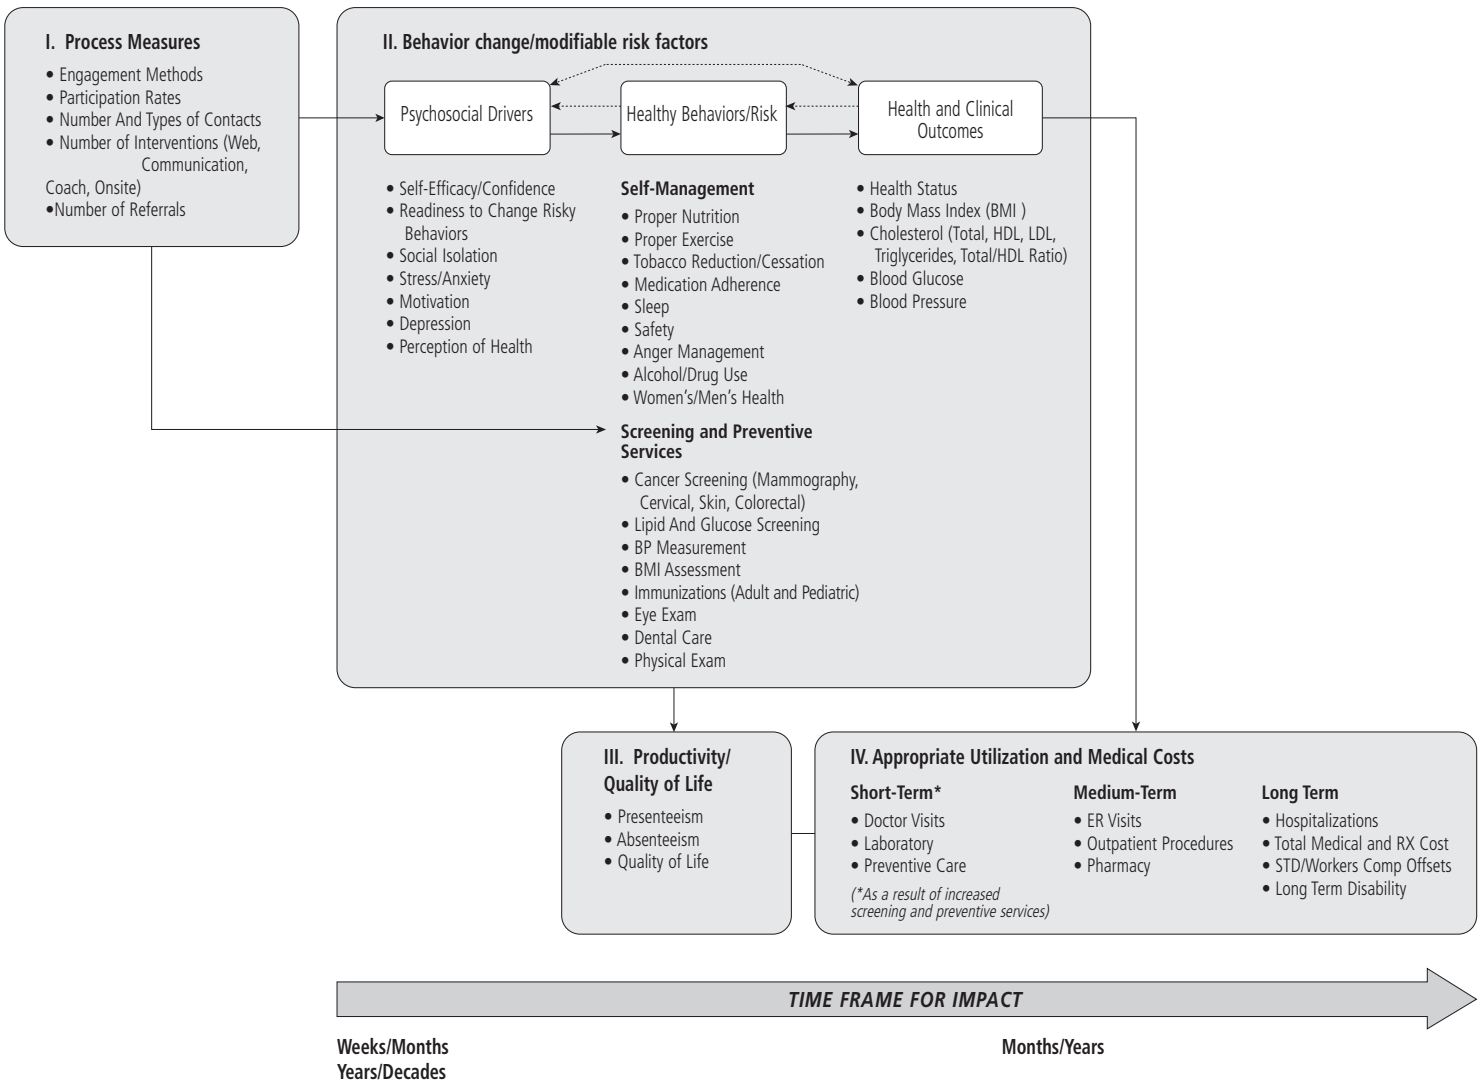 I. Process Measures
• Engagement Methods
• Participation Rates
• Number And Types of Contacts
• Number of Interventions (Web,
Communication,
Coach, Onsite)
•Number of Referrals
II. Behavior change/modifiable risk factors
Psychosocial Drivers
• Self-Efficacy/Confidence
• Readiness to Change Risky
Behaviors
• Social Isolation
• Stress/Anxiety
• Motivation
• Depression
• Perception of Health
Healthy Behaviors/Risk
Self-Management
• Proper Nutrition
• Proper Exercise
• Tobacco Reduction/Cessation
• Medication Adherence
• Sleep
• Safety
• Anger Management
• Alcohol/Drug Use
• Women’s/Men’s Health
Screening and Preventive
Services
• Cancer Screening (Mammography,
Cervical, Skin, Colorectal)
• Lipid And Glucose Screening
• BP Measurement
• BMI Assessment
• Immunizations (Adult and Pediatric)
• Eye Exam
• Dental Care
• Physical Exam
Health and Clinical
Outcomes
• Health Status
• Body Mass Index (BMI )
• Cholesterol (Total, HDL, LDL,
Triglycerides, Total/HDL Ratio)
• Blood Glucose
• Blood Pressure
III. Productivity/
Quality of Life
• Presenteeism
• Absenteeism
• Quality of Life
IV. Appropriate Utilization and Medical Costs
Short-Term*
• Doctor Visits
• Laboratory
• Preventive Care
(*As a result of increased
screening and preventive services)
Medium-Term
• ER Visits
• Outpatient Procedures
• Pharmacy
Long Term
• Hospitalizations
• Total Medical and RX Cost
• STD/Workers Comp Offsets
• Long Term Disability
TIME FRAME FOR IMPACT
Weeks/Months
Months/Years
Years/Decades